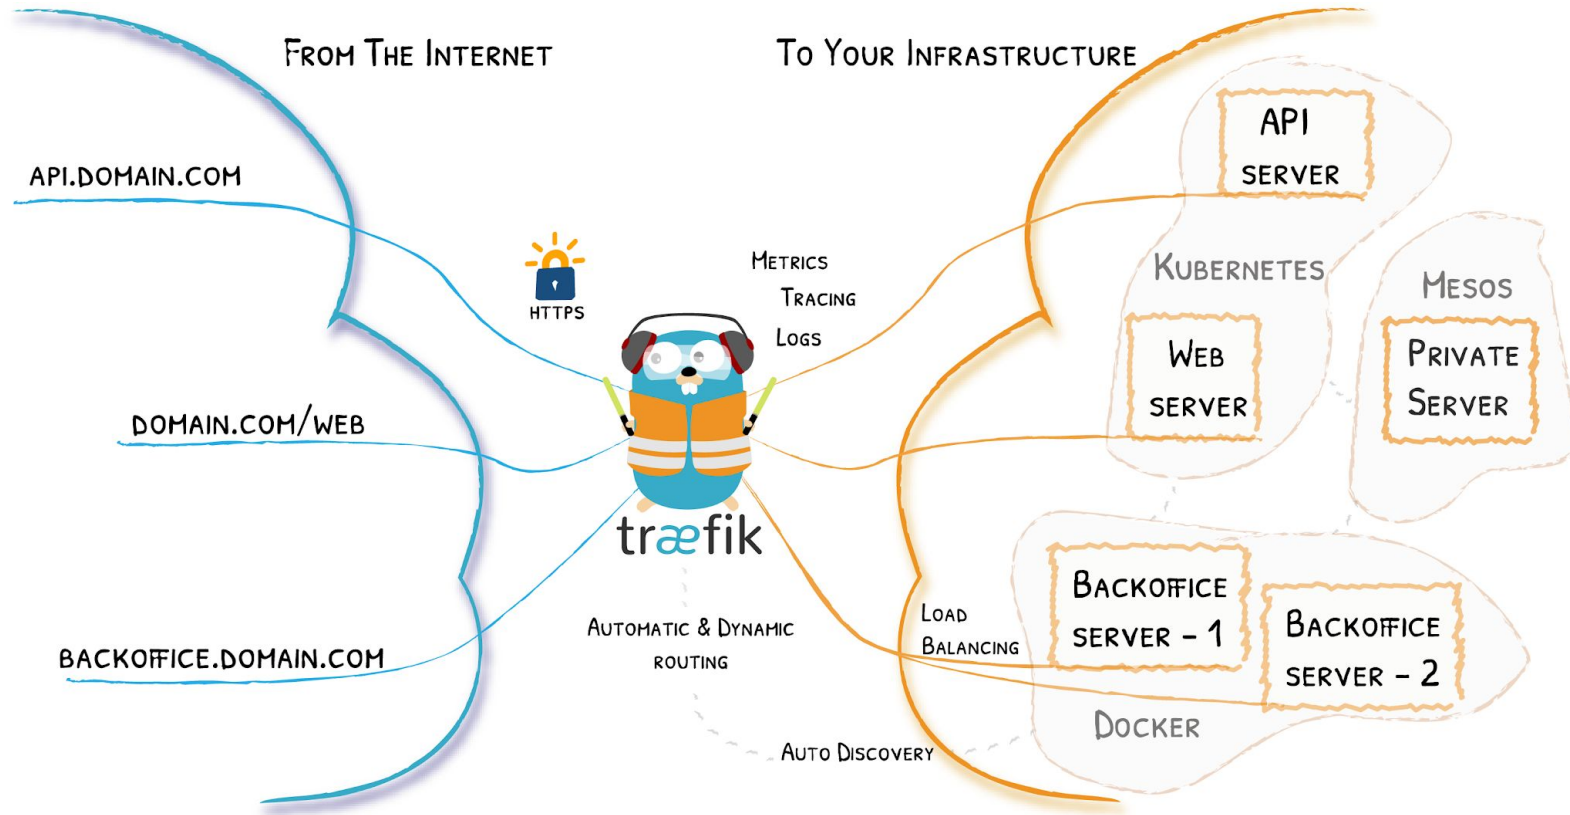 From The Internet
To Your Infrastructure
api.domain.com
domain.com/web
backoffice.domain.com
HTTPS
Metrics
Tracing
Logs
træfik
Automatic & Dynamic
routing
Auto Discovery
Load
Balancing
API
server
Kubernetes
Web
server
Mesos
Private
Server
Backoffice
server - 1
Backoffice
server - 2
Docker